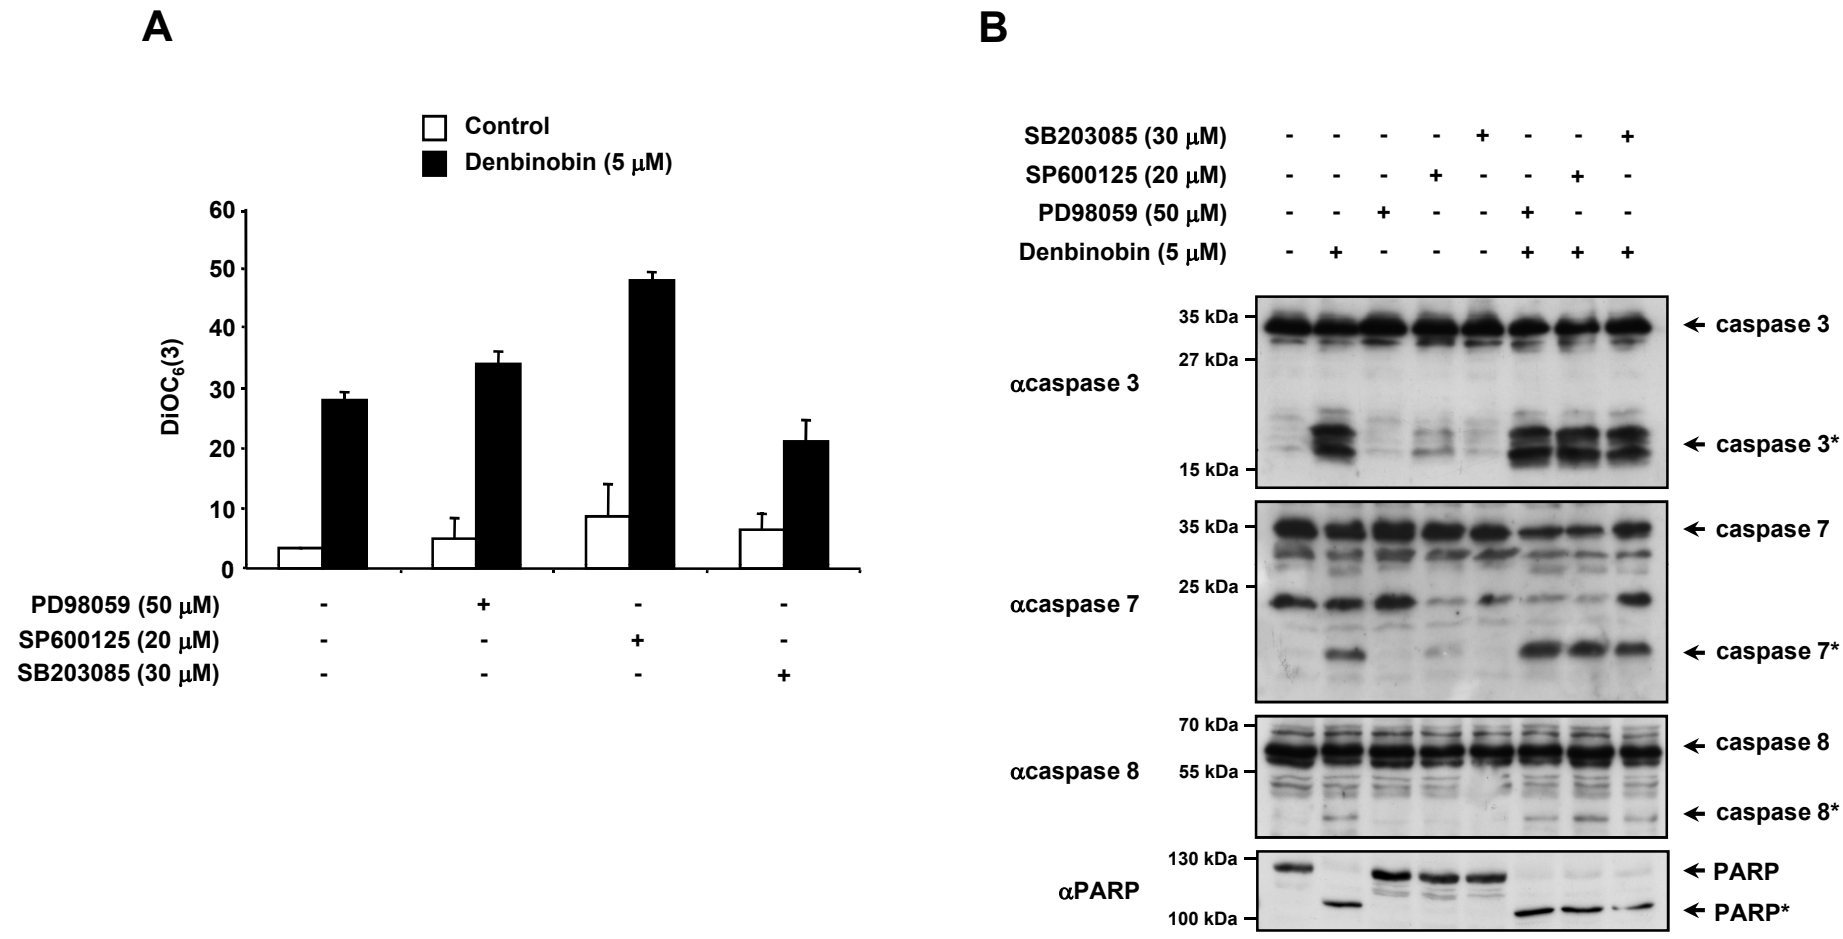 A
Control
Denbinobin (5 μM)
60
50
40
30
20
10
0
DiOC6(3)
PD98059 (50 μM) - + - -
SP600125 (20 μM) - - + -
SB203085 (30 μM) - - - +
B
SB203085 (30 μM) - - - - + - - +
SP600125 (20 μM) - - - + - - + -
PD98059 (50 μM) - - + - - + - -
Denbinobin (5 μM) - + - - - + + +
αcaspase 3
35 kDa
27 kDa
15 kDa
caspase 3
caspase 3*
αcaspase 7
35 kDa
25 kDa
caspase 7
caspase 7*
αcaspase 8
70 kDa
55 kDa
caspase 8
caspase 8*
αPARP
130 kDa
100 kDa
PARP
PARP*